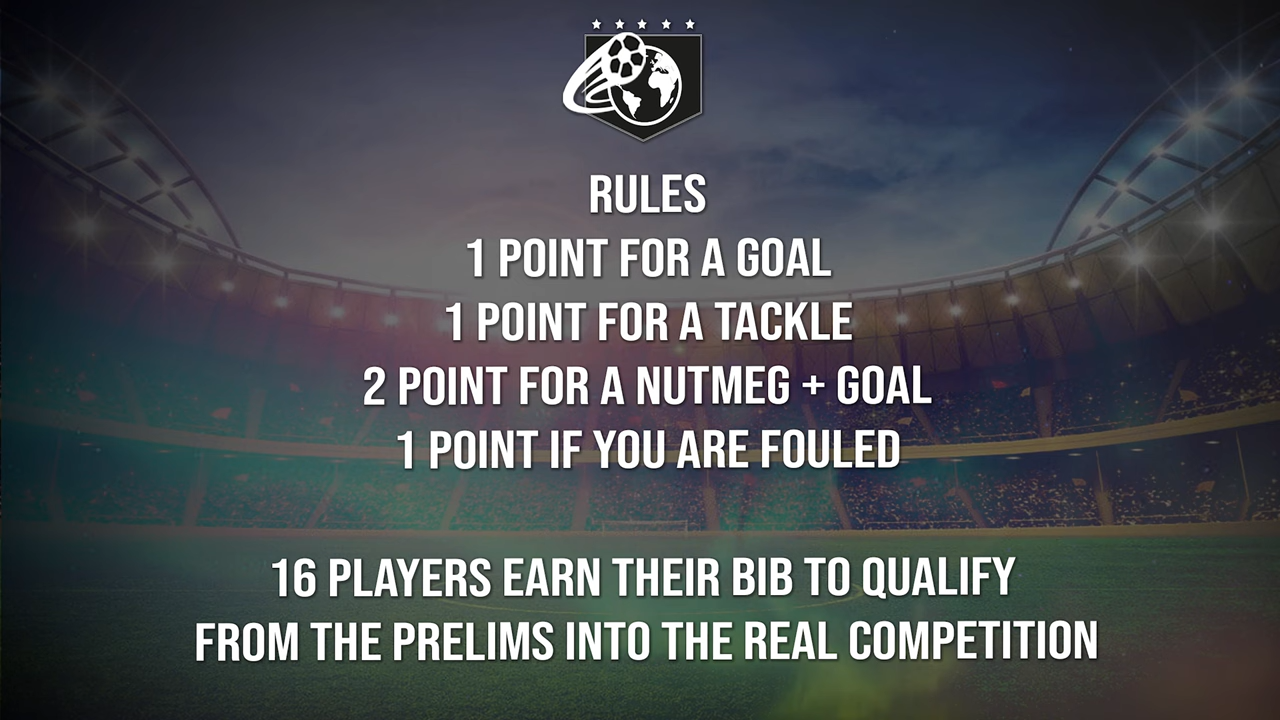 RULES
1 POINT FOR A GOAL
1 POINT FOR A TACKLE
2 POINT FOR A NUTMEG + GOAL
1 POINT IF YOU ARE FOULED
16 PLAYERS EARN THEIR BIB TO QUALIFY
FROM THE PRELIMS INTO THE REAL COMPETITION